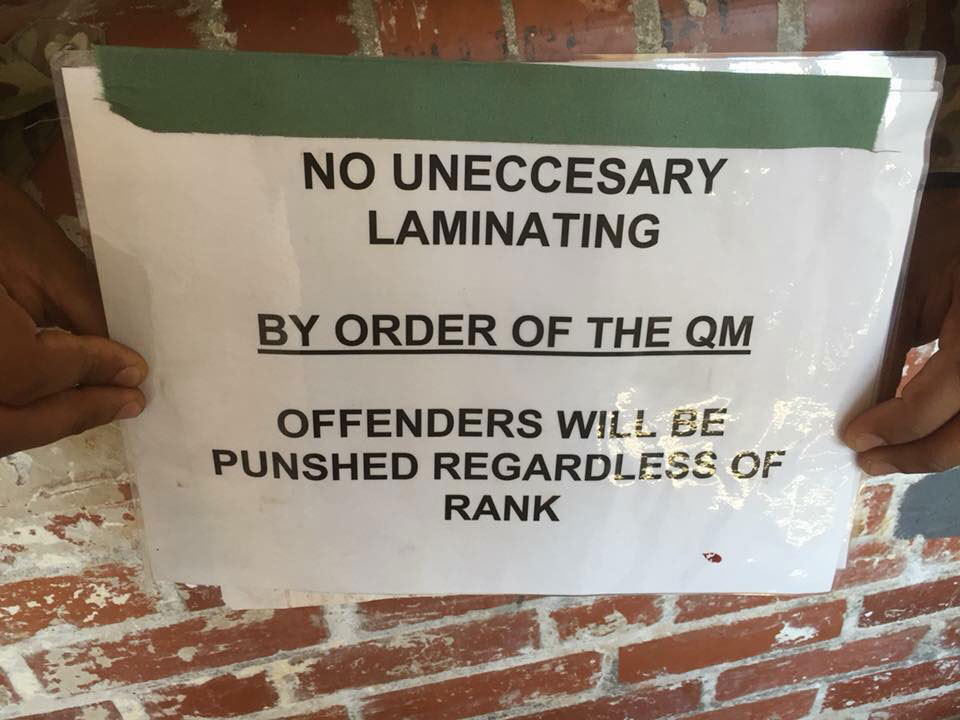 NO UNECCESARY
LAMINATING
BY ORDER OF THE QM
OFFENDERS WILL BE
PUNSHED REGARDLESS OF
RANK